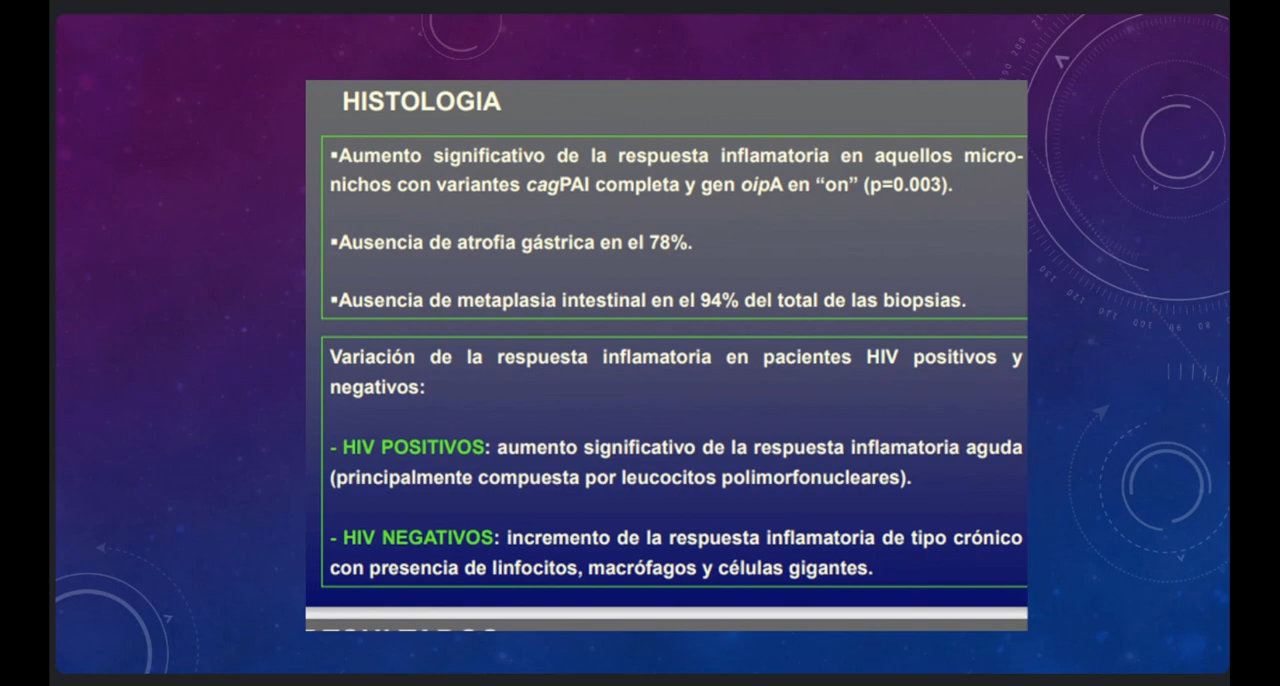 HISTOLOGIA
▪Aumento significativo de la respuesta inflamatoria en aquellos micro-
nichos con variantes cagPAI completa y gen oipA en “on” (p=0.003).
▪Ausencia de atrofia gástrica en el 78%.
▪Ausencia de metaplasia intestinal en el 94% del total de las biopsias.
Variación de la respuesta inflamatoria en pacientes HIV positivos y
negativos:
- HIV POSITIVOS: aumento significativo de la respuesta inflamatoria aguda
(principalmente compuesta por leucocitos polimorfonucleares).
- HIV NEGATIVOS: incremento de la respuesta inflamatoria de tipo crónico
con presencia de linfocitos, macrófagos y células gigantes.